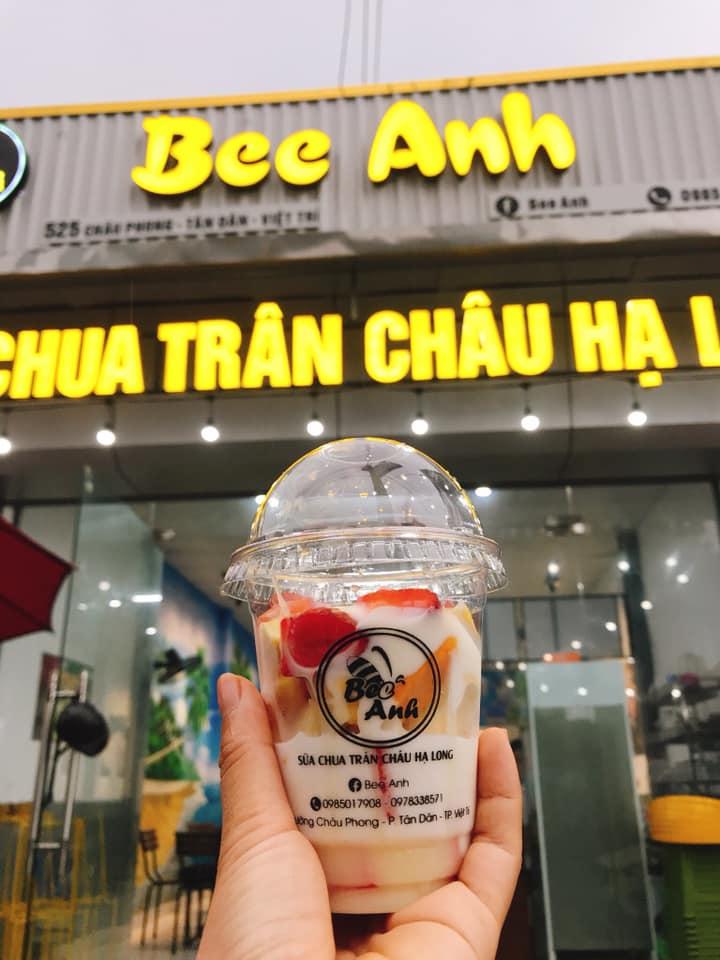 Bee Anh
525 CHÂU PHONG - TÂN DÂN - VIỆT TRÌ
Bee Anh
CHUA TRÂN CHÂU HẠ L
Bee Anh
SỮA CHUA TRÂN CHÂU HẠ LONG
Bee Anh
0985017908 - 0978338571
Châu Phong - P. Tân Dân - TP. Việt